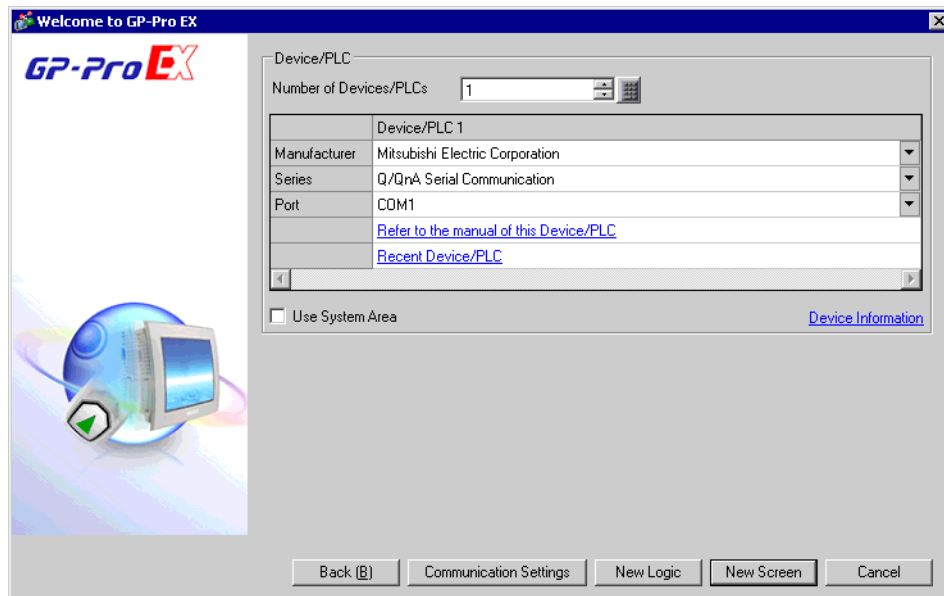 Welcome to GP-Pro EX
GP-Pro EX
Device/PLC
Number of Devices/PLCs 1
Device/PLC 1
Manufacturer Mitsubishi Electric Corporation
Series Q/QnA Serial Communication
Port COM1
Refer to the manual of this Device/PLC
Recent Device/PLC
Use System Area Device Information
Back (B) Communication Settings New Logic New Screen Cancel